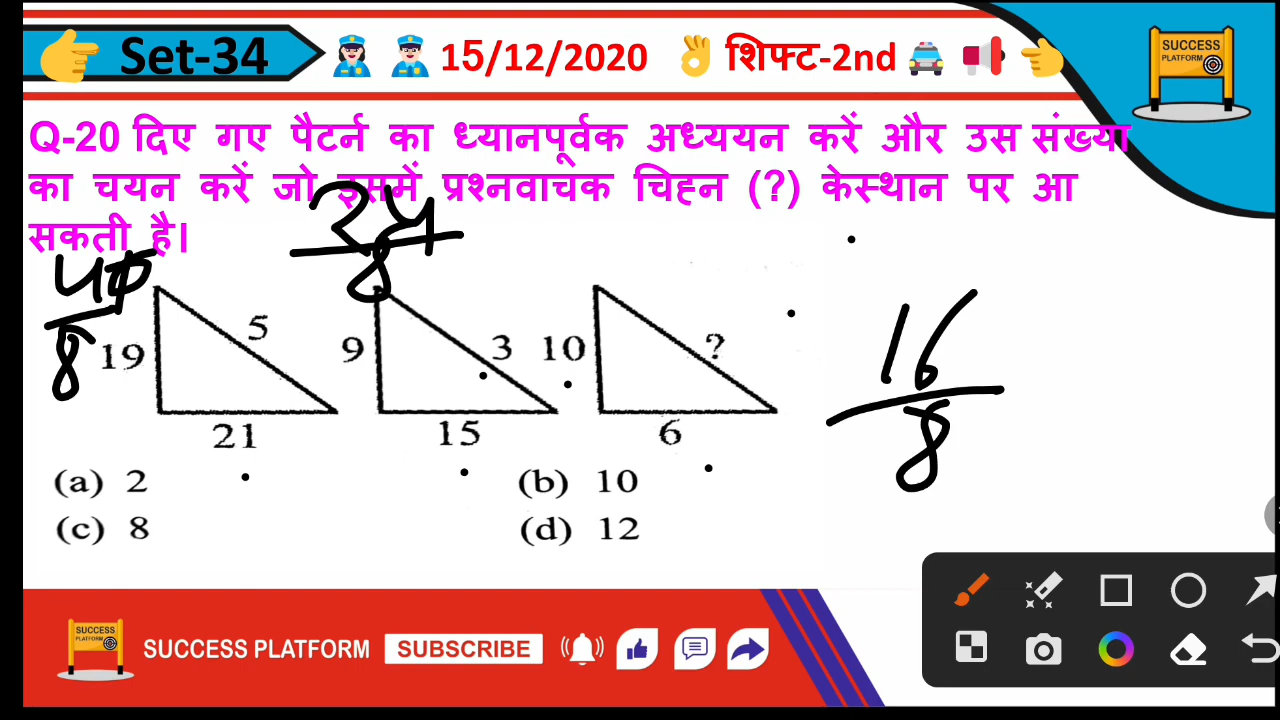 Set-34 15/12/2020 शिफ्ट-2nd
SUCCESS
PLATFORM
Q-20 दिए गए पैटर्न का ध्यानपूर्वक अध्ययन करें और उस संख्या
का चयन करें जो इसमें प्रश्नवाचक चिह्न (?) केस्थान पर आ
सकती है।
40
8
24
8
16
8
19 5 21
9 3 15
10 ? 6
(a) 2 (b) 10
(c) 8 (d) 12
SUCCESS
PLATFORM
SUCCESS PLATFORM SUBSCRIBE